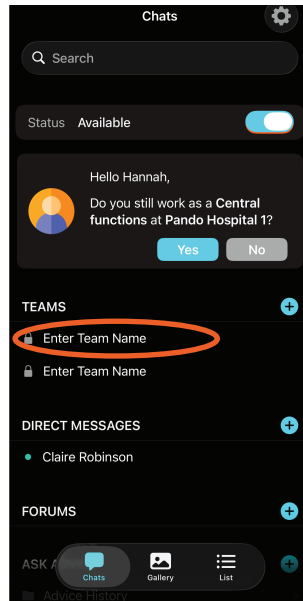 Chats
Search
Status Available
Hello Hannah,
Do you still work as a Central
functions at Pando Hospital 1?
Yes No
TEAMS
Enter Team Name
Enter Team Name
DIRECT MESSAGES
Claire Robinson
FORUMS
ASK
Chats Gallery List
Advice History